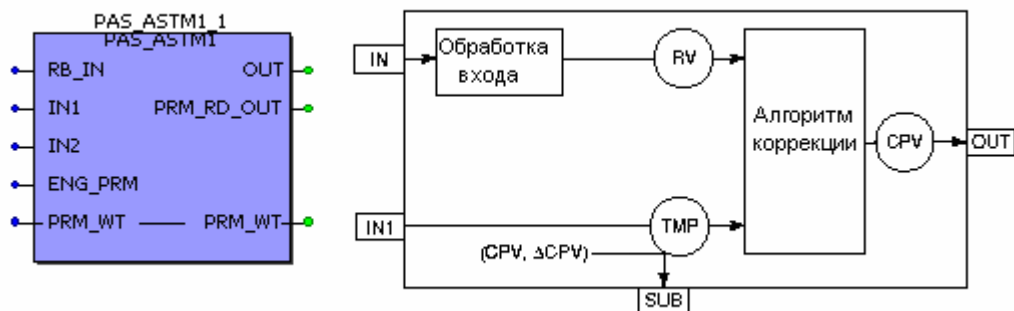 PAS_ASTM1_1
PAS_ASTM1
RB_IN OUT
IN1 PRM_RD_OUT
IN2
ENG_PRM
PRM_WT PRM_WT
IN
Обработка
входа
RV
Алгоритм
коррекции
CPV
OUT
IN1
TMP
(CPV, ΔCPV)
SUB